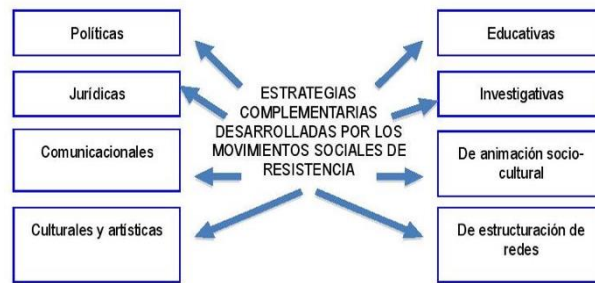 Políticas
Jurídicas
Comunicacionales
Culturales y artísticas
ESTRATEGIAS
COMPLEMENTARIAS
DESARROLLADAS POR LOS
MOVIMIENTOS SOCIALES DE
RESISTENCIA
Educativas
Investigativas
De animación socio-
cultural
De estructuración de
redes